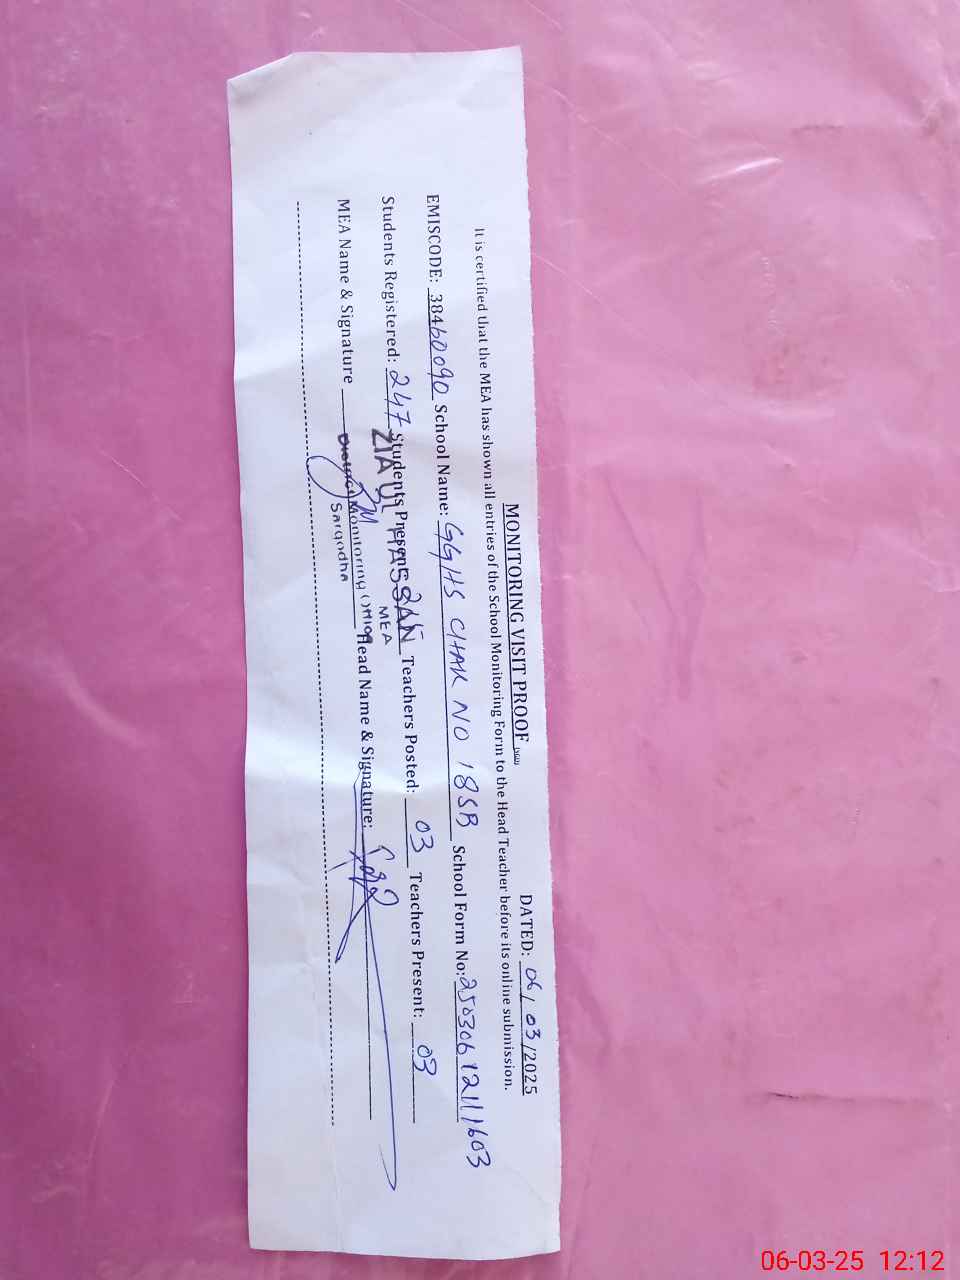 MONITORING VISIT PROOF
DATED: 06/03/2025
It is certified that the MEA has shown all entries of the School Monitoring Form to the Head Teacher before its online submission.
EMISCODE: 38460090 School Name: GGHS CHAK NO 18SB School Form No: 25030612111603
Students Registered: 247 Students Present Teachers Posted: 03 Teachers Present: 03
ZIA UL HASSAN
MEA
MEA Name & Signature Head Name & Signature:
District Monitoring Office
Sargodha
06-03-25 12:12